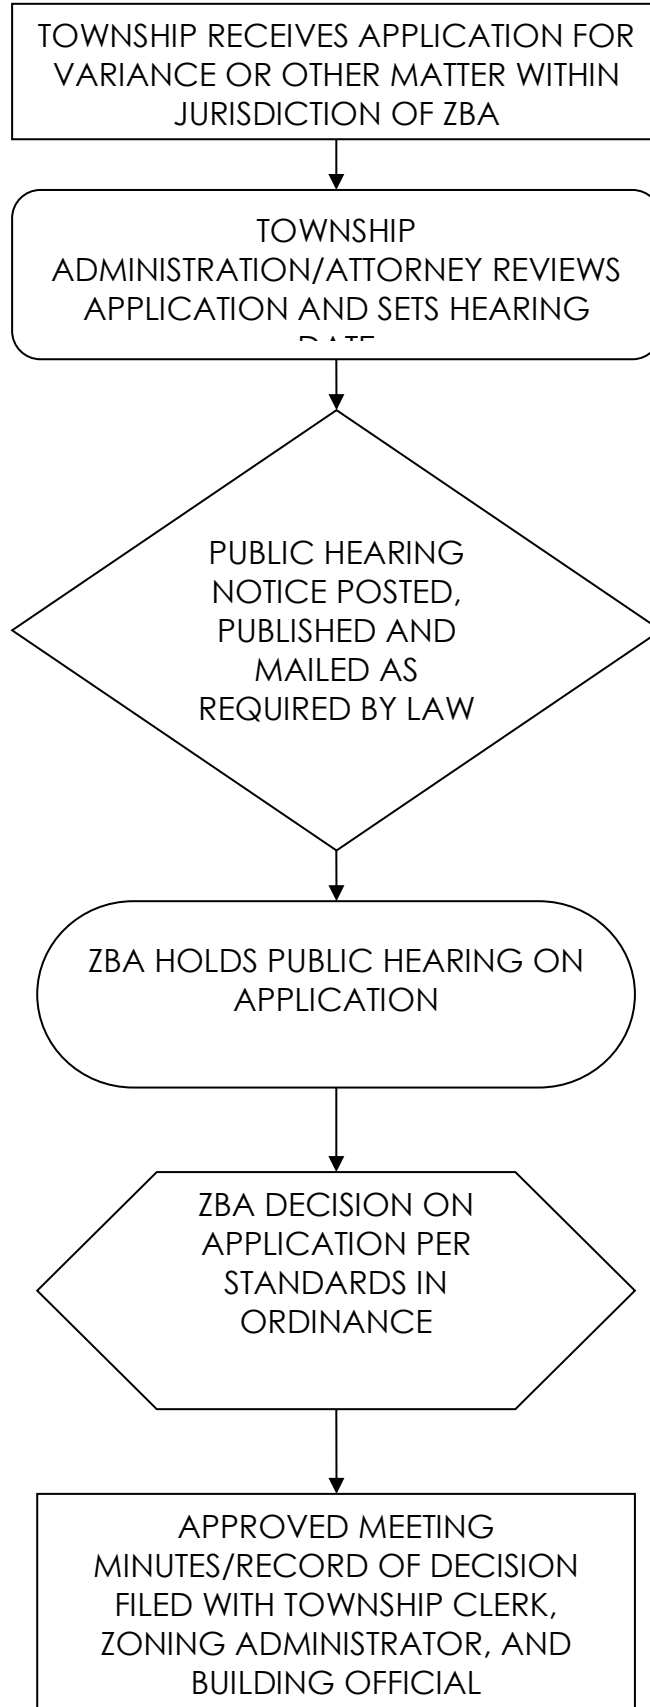 TOWNSHIP RECEIVES APPLICATION FOR
VARIANCE OR OTHER MATTER WITHIN
JURISDICTION OF ZBA
TOWNSHIP
ADMINISTRATION/ATTORNEY REVIEWS
APPLICATION AND SETS HEARING
DATE
PUBLIC HEARING
NOTICE POSTED,
PUBLISHED AND
MAILED AS
REQUIRED BY LAW
ZBA HOLDS PUBLIC HEARING ON
APPLICATION
ZBA DECISION ON
APPLICATION PER
STANDARDS IN
ORDINANCE
APPROVED MEETING
MINUTES/RECORD OF DECISION
FILED WITH TOWNSHIP CLERK,
ZONING ADMINISTRATOR, AND
BUILDING OFFICIAL